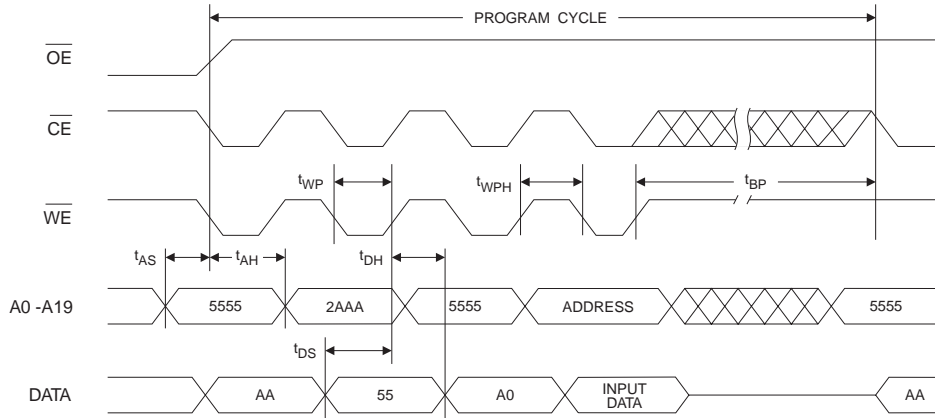 PROGRAM CYCLE
OE
CE
tWP
tWPH
tBP
WE
tAS
tAH
tDH
A0 -A19
5555
2AAA
5555
ADDRESS
5555
tDS
DATA
AA
55
A0
INPUT
DATA
AA